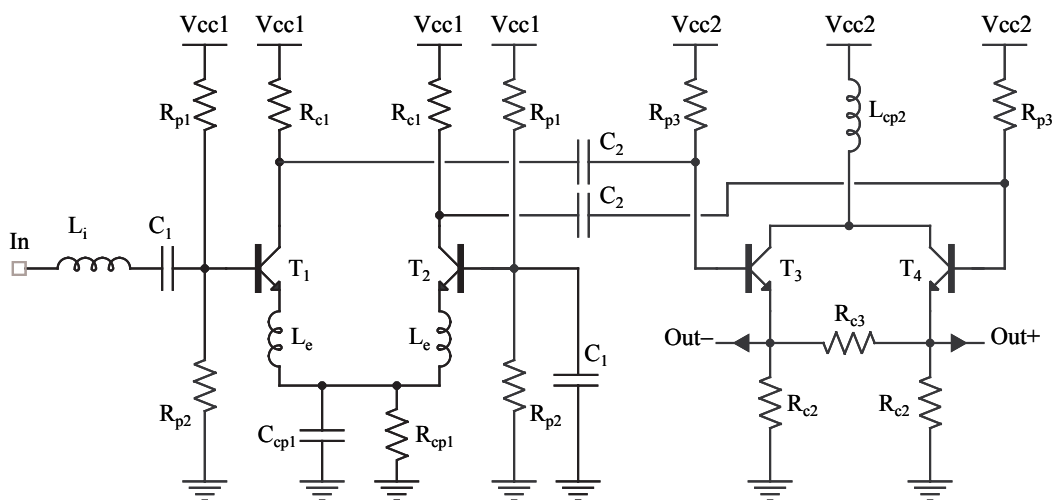 Vcc1 Vcc1 Vcc1 Vcc1 Vcc2 Vcc2 Vcc2
Rp1 Rc1 Rc1 Rp1 Rp3 Lcp2 Rp3
C2
C2
In Li C1 T1 T2 T3 T4
Le Le Out– Rc3 Out+
C1
Rp2 Ccp1 Rcp1 Rp2 Rc2 Rc2